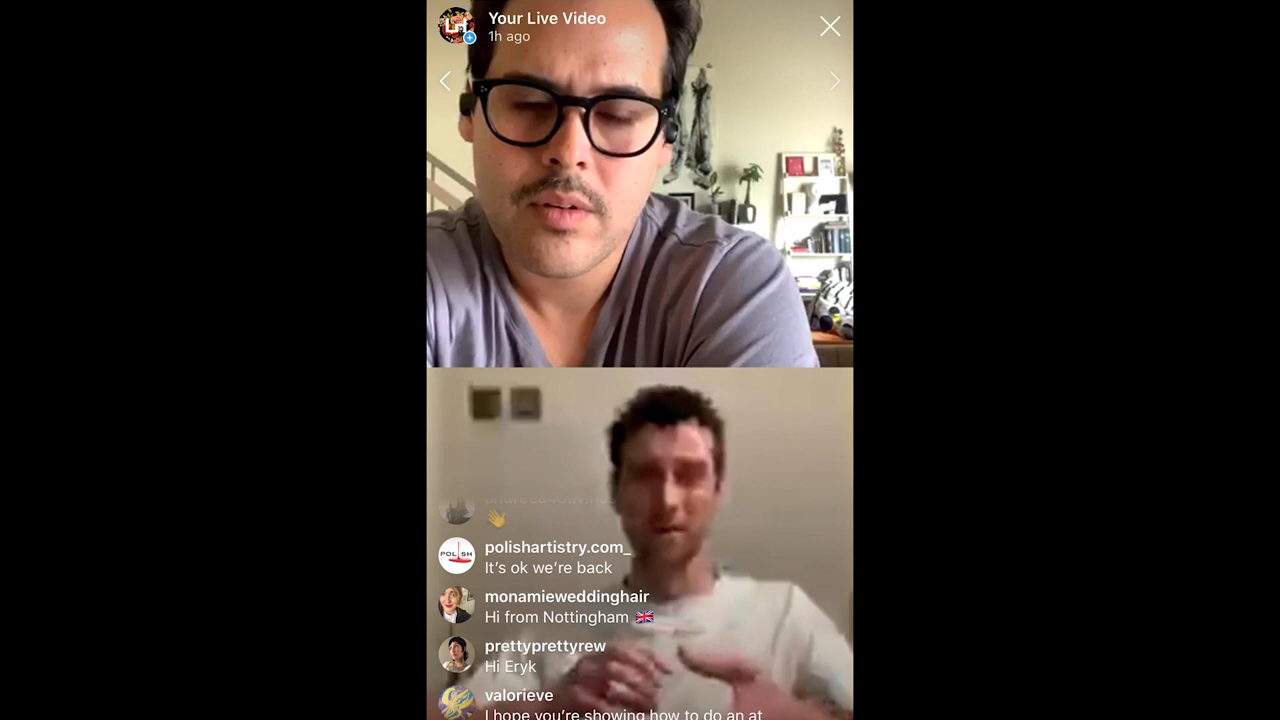 Your Live Video
1h ago
👋
POLISH
polishartistry.com_
It’s ok we’re back
monamieweddinghair
Hi from Nottingham 🇬🇧
prettyprettyrew
Hi Eryk
valorieve
I hope you’re showing how to do an at